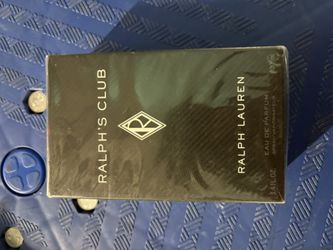 RALPH'S CLUB
RALPH LAUREN
EAU DE PARFUM